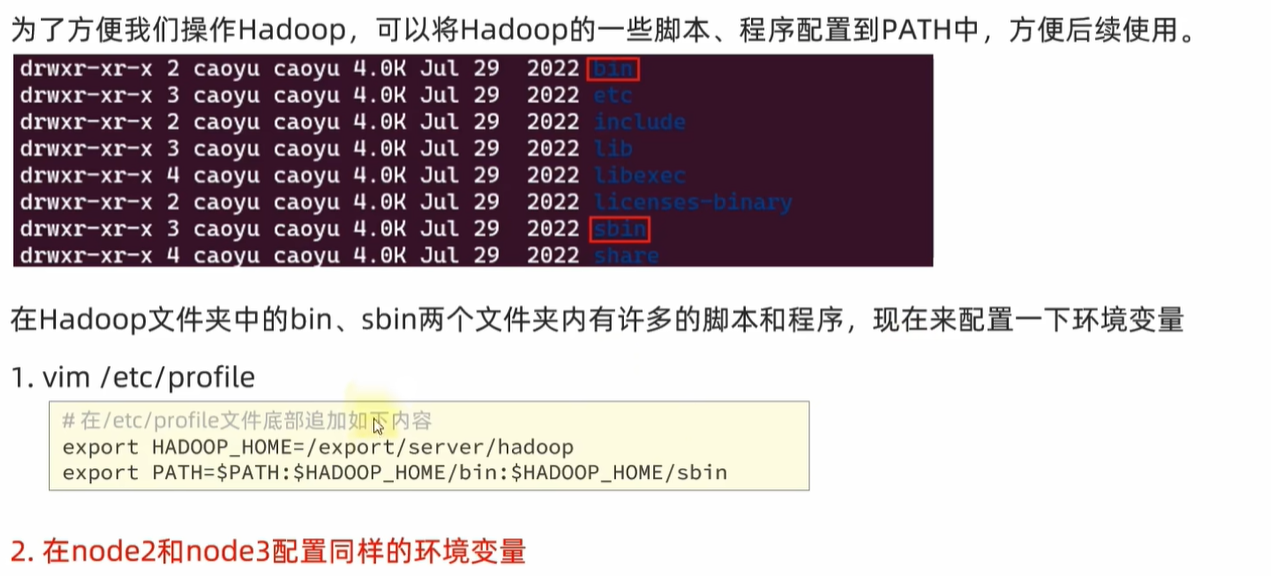 为了方便我们操作Hadoop，可以将Hadoop的一些脚本、程序配置到PATH中，方便后续使用。
drwxr-xr-x 2 caoyu caoyu 4.0K Jul 29  2022 bin
drwxr-xr-x 3 caoyu caoyu 4.0K Jul 29  2022 etc
drwxr-xr-x 2 caoyu caoyu 4.0K Jul 29  2022 include
drwxr-xr-x 3 caoyu caoyu 4.0K Jul 29  2022 lib
drwxr-xr-x 4 caoyu caoyu 4.0K Jul 29  2022 libexec
drwxr-xr-x 2 caoyu caoyu 4.0K Jul 29  2022 licenses-binary
drwxr-xr-x 3 caoyu caoyu 4.0K Jul 29  2022 sbin
drwxr-xr-x 4 caoyu caoyu 4.0K Jul 29  2022 share
在Hadoop文件夹中的bin、sbin两个文件夹内有许多的脚本和程序，现在来配置一下环境变量
1. vim /etc/profile
# 在/etc/profile文件底部追加如下内容
export HADOOP_HOME=/export/server/hadoop
export PATH=$PATH:$HADOOP_HOME/bin:$HADOOP_HOME/sbin
2. 在node2和node3配置同样的环境变量